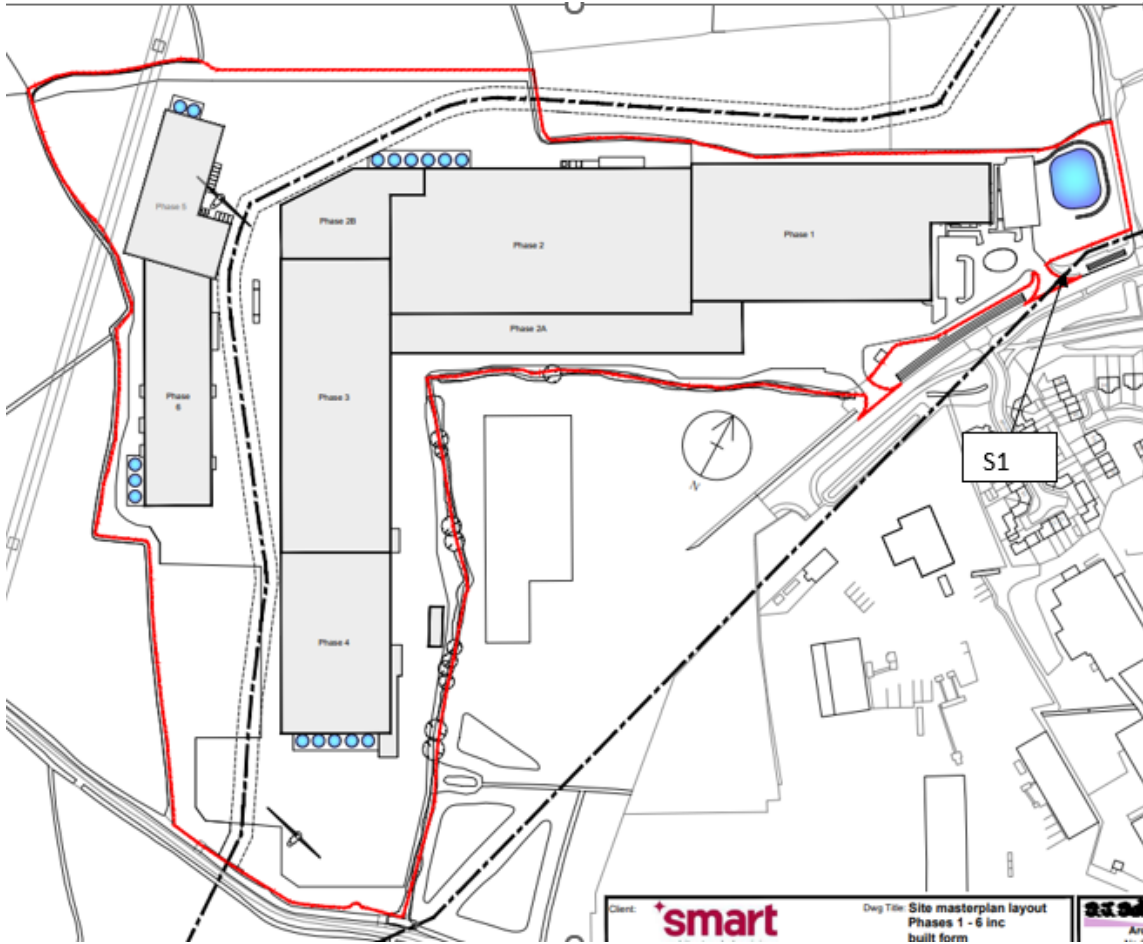 Phase 5
Phase 2B
Phase 2
Phase 1
Phase 2A
Phase 3
Phase
6
N
S1
Phase 4
Client:
smart
Dwg Title: Site masterplan layout
Phases 1 - 6 inc
built form